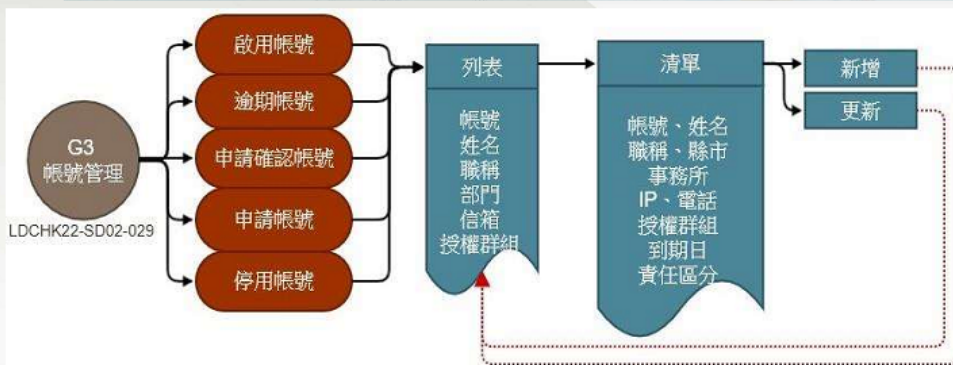 G3
帳號管理
LDCHK22-SD02-029
啟用帳號
逾期帳號
申請確認帳號
申請帳號
停用帳號
列表
帳號
姓名
職稱
部門
信箱
授權群組
清單
帳號、姓名
職稱、縣市
事務所
IP、電話
授權群組
到期日
責任區分
新增
更新